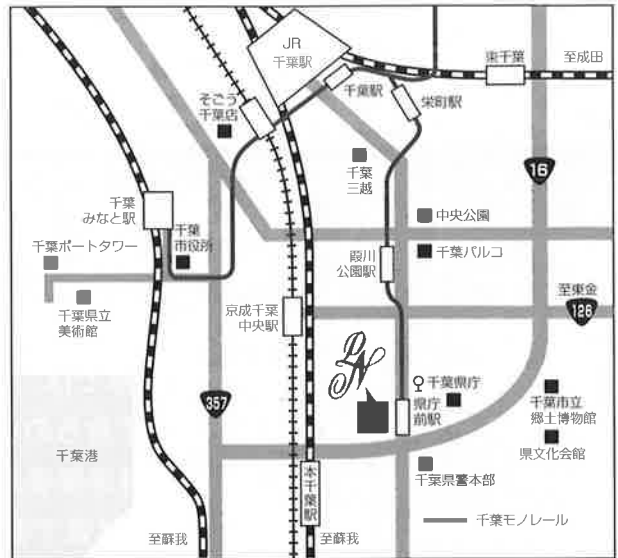 JR
千葉駅
東千葉
至成田
千葉駅
栄町駅
そごう
千葉店
16
千葉
三越
千葉
みなと駅
千葉
市役所
中央公園
千葉パルコ
千葉ポートタワー
葭川
公園駅
千葉県立
美術館
京成千葉
中央駅
至東金
126
PN
357
千葉県庁
県庁
前駅
千葉市立
郷土博物館
県文化会館
千葉港
本千葉駅
千葉県警本部
至蘇我
至蘇我
千葉モノレール